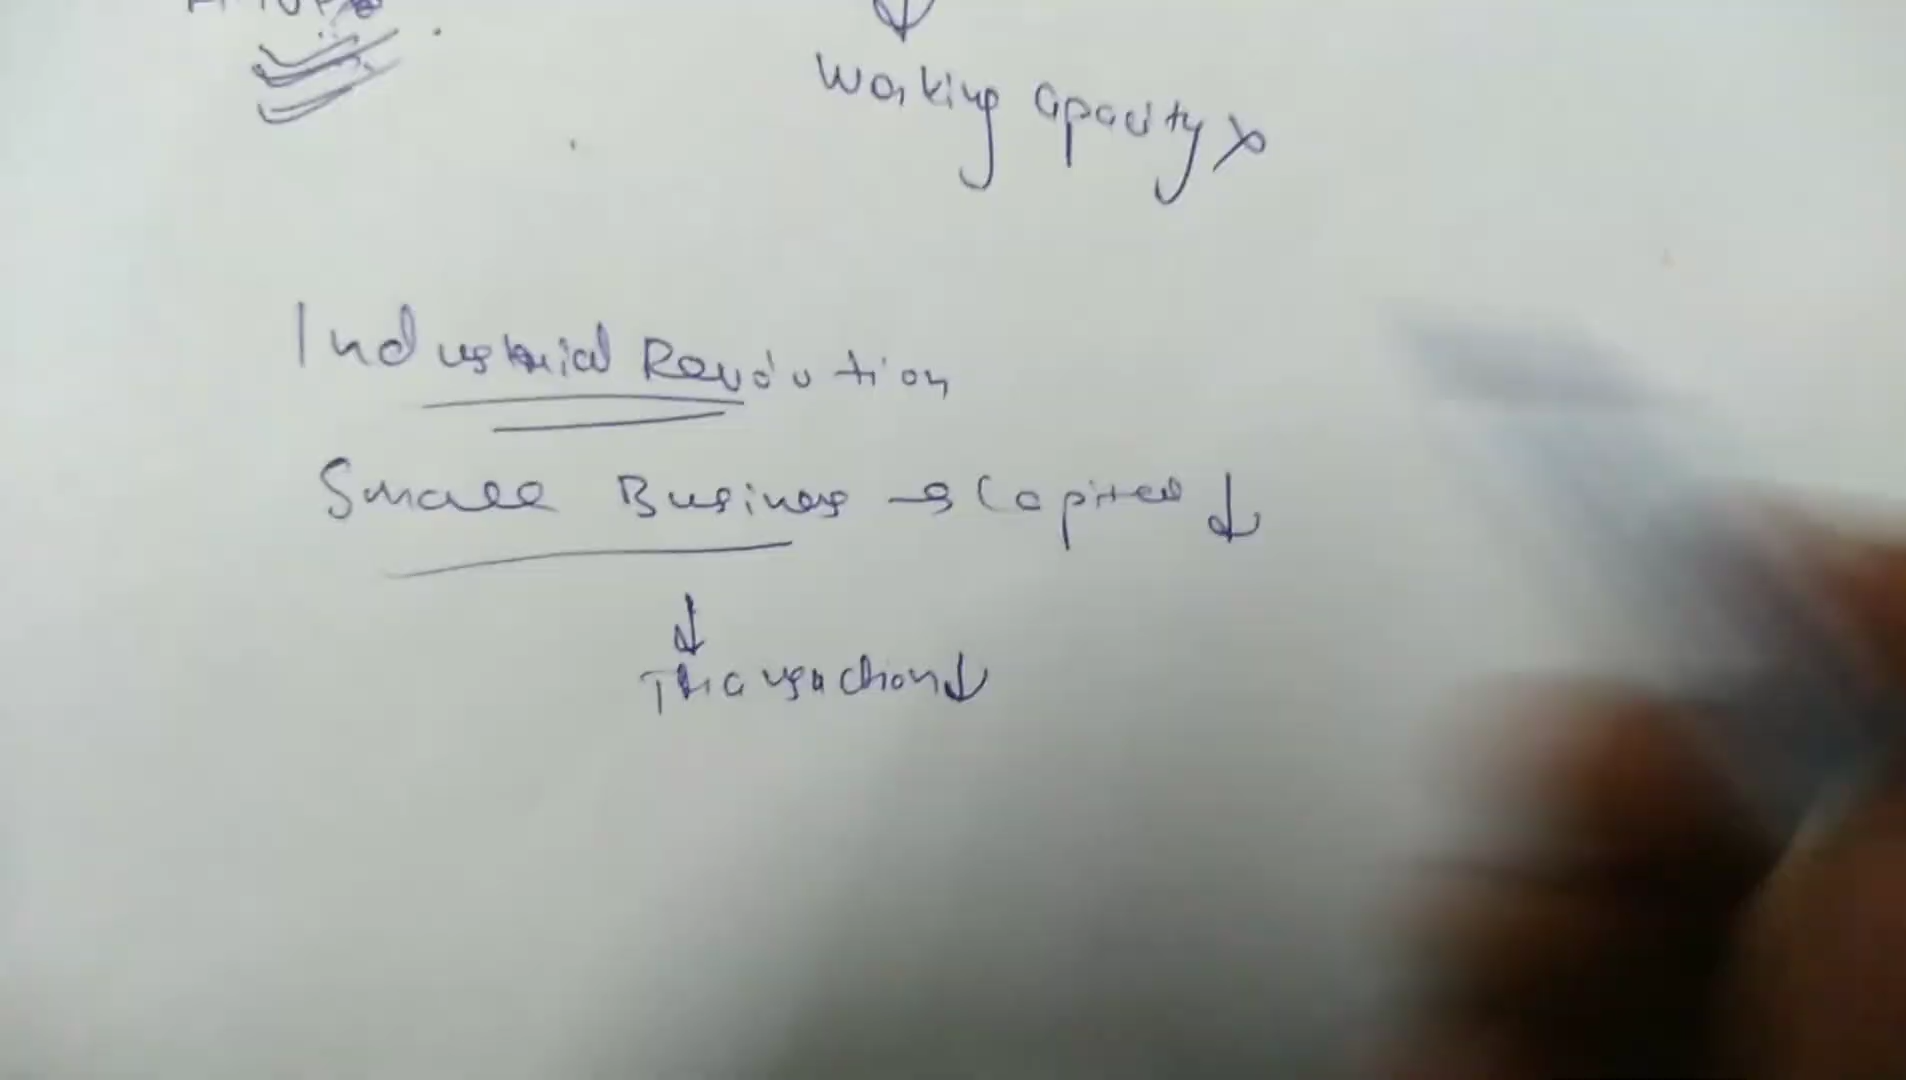 Working Capacity
Industrial Revolution
Small Business → Capital ↓
↓
Transaction ↓